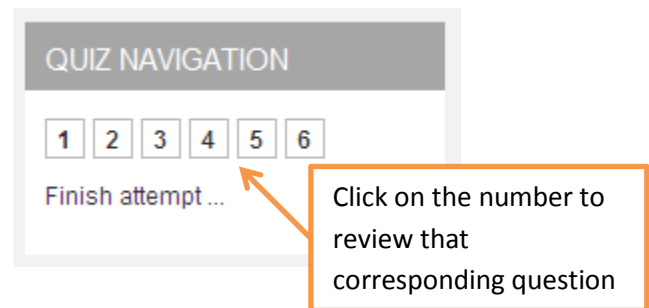 QUIZ NAVIGATION
1 2 3 4 5 6
Finish attempt ...
Click on the number to
review that
corresponding question